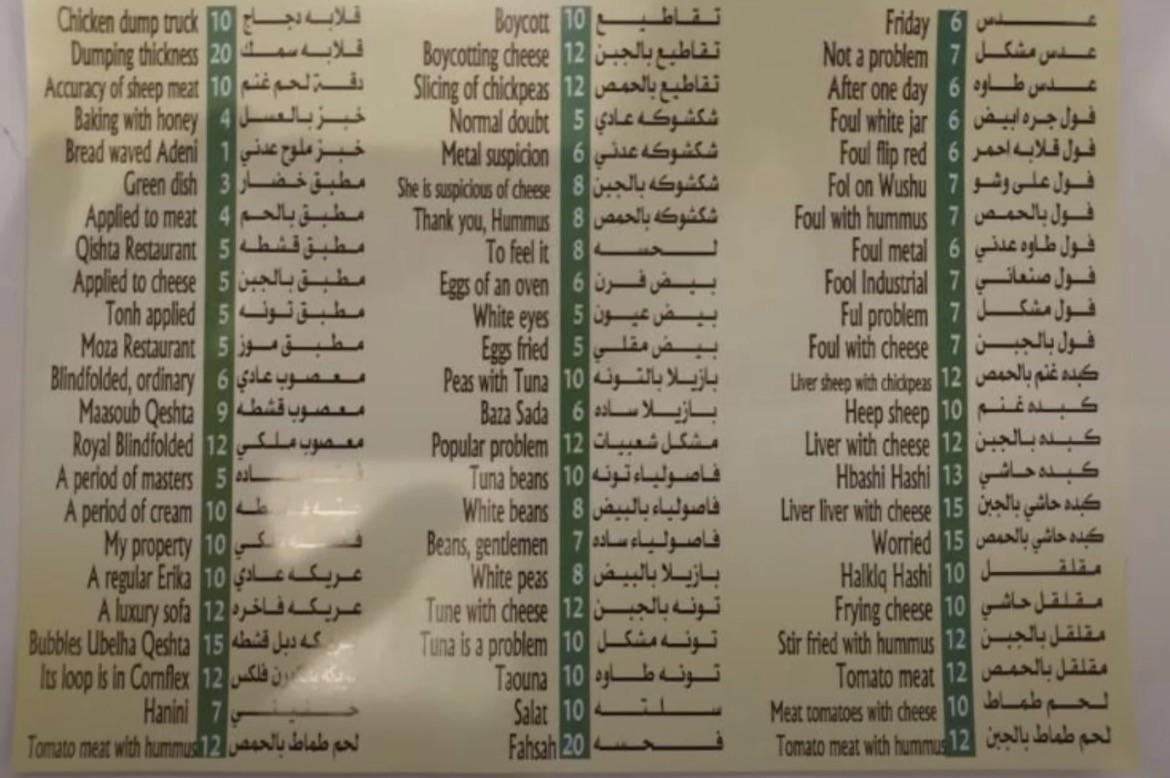 Chicken dump truck 10 قلابه دجاج
Dumping thickness 20 قلابه سمك
Accuracy of sheep meat 10 دقة لحم غنم
Baking with honey 4 خبز بالعسل
Bread waved Adeni 1 خبز ملوح عدني
Green dish 3 مطبق خضار
Applied to meat 4 مطبق بالحم
Qishta Restaurant 5 مطبق قشطه
Applied to cheese 5 مطبق بالجبن
Tonh applied 5 مطبق تونه
Moza Restaurant 5 مطبق موز
Blindfolded, ordinary 6 معصوب عادي
Maasoub Qeshta 9 معصوب قشطه
Royal Blindfolded 12 معصوب ملكي
A period of masters 5 ساده
A period of cream 10
My property 10
A regular Erika 10 عريكه عادي
A luxury sofa 12 عريكه فاخره
Bubbles Ubelha Qeshta 15 دبل قشطه
Its loop is in Cornflex 12 فلكس
Hanini 7 حنيني
Tomato meat with hummus 12 لحم طماط بالحمص
Boycott 10 تقاطيع
Boycotting cheese 12 تقاطيع بالجبن
Slicing of chickpeas 12 تقاطيع بالحمص
Normal doubt 5 شكشوكه عادي
Metal suspicion 6 شكشوكه عدني
She is suspicious of cheese 8 شكشوكه بالجبن
Thank you, Hummus 8 شكشوكه بالحمص
To feel it 8 لحسه
Eggs of an oven 6 بيض فرن
White eyes 5 بيض عيون
Eggs fried 5 بيض مقلي
Peas with Tuna 10 بازيلا بالتونه
Baza Sada 6 بازيلا ساده
Popular problem 12 مشكل شعبيات
Tuna beans 10 فاصولياء تونه
White beans 8 فاصولياء بالبيض
Beans, gentlemen 7 فاصولياء ساده
White peas 8 بازيلا بالبيض
Tune with cheese 12 تونه بالجبن
Tuna is a problem 10 تونه مشكل
Taouna 10 تونه طاوه
Salat 10 سلته
Fahsah 20 فحسه
Friday 6 عدس
Not a problem 7 عدس مشكل
After one day 6 عدس طاوه
Foul white jar 6 فول جره ابيض
Foul flip red 6 فول قلابه احمر
Fol on Wushu 7 فول على وشو
Foul with hummus 7 فول بالحمص
Foul metal 6 فول طاوه عدني
Fool Industrial 7 فول صنعاني
Ful problem 7 فول مشكل
Foul with cheese 7 فول بالجبن
Liver sheep with chickpeas 12 كبده غنم بالحمص
Heep sheep 10 كبده غنم
Liver with cheese 12 كبده بالجبن
Hbashi Hashi 13 كبده حاشي
Liver liver with cheese 15 كبده حاشي بالجبن
Worried 15 كبده حاشي بالحمص
Halklq Hashi 10 مقلقل
Frying cheese 10 مقلقل حاشي
Stir fried with hummus 12 مقلقل بالجبن
Tomato meat 12 مقلقل بالحمص
Meat tomatoes with cheese 10 لحم طماط
Tomato meat with hummus 12 لحم طماط بالجبن